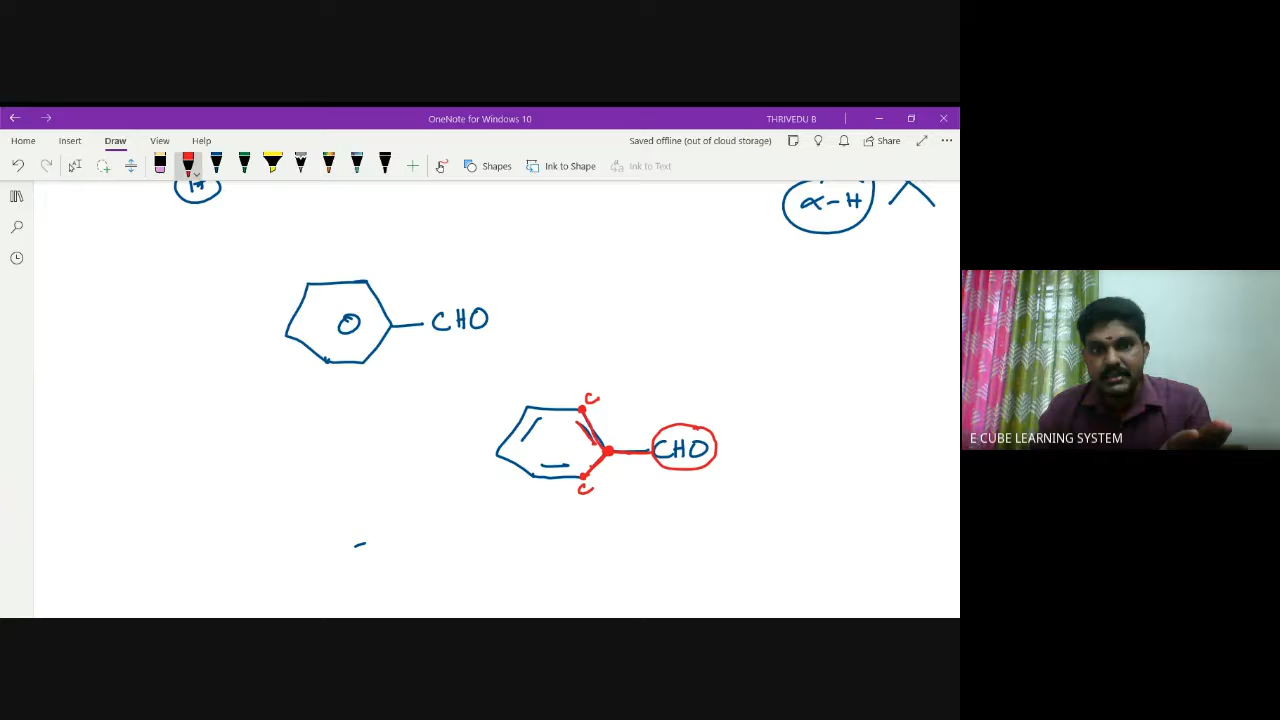 OneNote for Windows 10
THRIVEDU B
Home Insert Draw View Help
Saved offline (out of cloud storage)
Share
Shapes
Ink to Shape
Ink to Text
H
α-H
CHO
C
CHO
C
E CUBE LEARNING SYSTEM